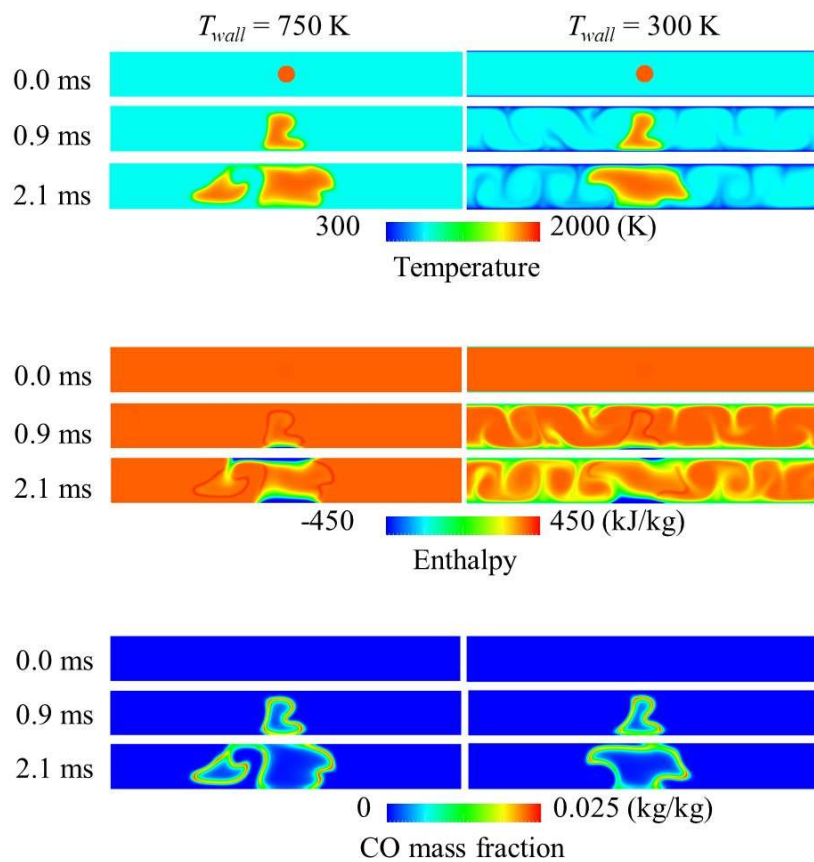 T_wall = 750 K T_wall = 300 K
0.0 ms
0.9 ms
2.1 ms
300 2000 (K)
Temperature
0.0 ms
0.9 ms
2.1 ms
-450 450 (kJ/kg)
Enthalpy
0.0 ms
0.9 ms
2.1 ms
0 0.025 (kg/kg)
CO mass fraction